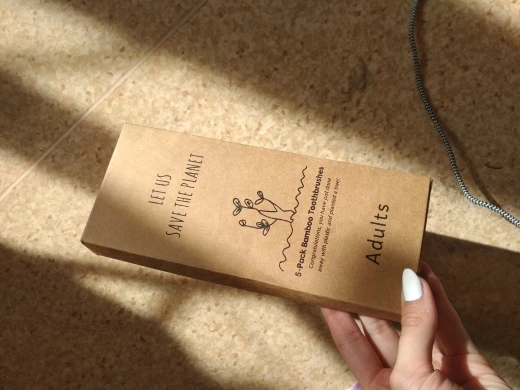 LET US
SAVE THE PLANET
5-Pack Bamboo Toothbrushes
Congratulations, you have just done
away with plastic and planted a tree!
Adults